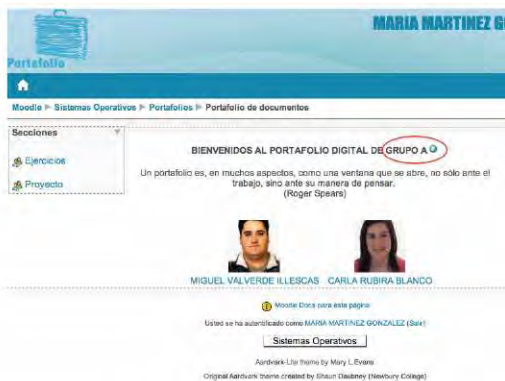 MARIA MARTINEZ G
Portafolio
Moodle ► Sistemas Operativos ► Portafolios ► Portafolio de documentos
Secciones
Ejercicios
Proyecto
BIENVENIDOS AL PORTAFOLIO DIGITAL DE GRUPO A
Un portafolio es, en muchos aspectos, como una ventana que se abre, no sólo ante el
trabajo, sino ante su manera de pensar.
(Roger Spears)
MIGUEL VALVERDE ILLESCAS CARLA RUBIRA BLANCO
Moodle Docs para esta página
Usted se ha autentificado como MARIA MARTINEZ GONZALEZ (Salir)
Sistemas Operativos
Aardvark-Lite theme by Mary L Evans
Original Aardvark theme created by Shaun Daubney (Newbury College)